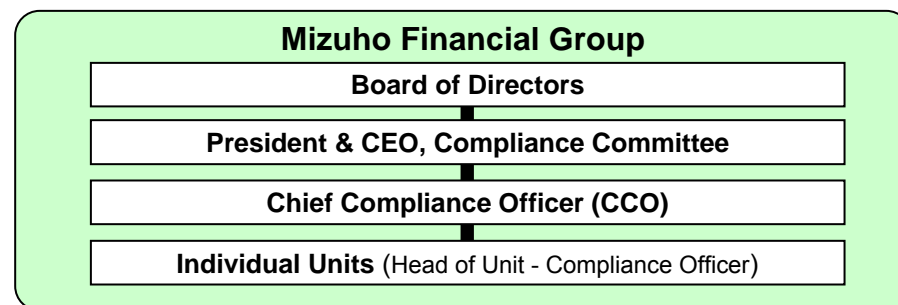 Mizuho Financial Group
Board of Directors
President & CEO, Compliance Committee
Chief Compliance Officer (CCO)
Individual Units (Head of Unit - Compliance Officer)